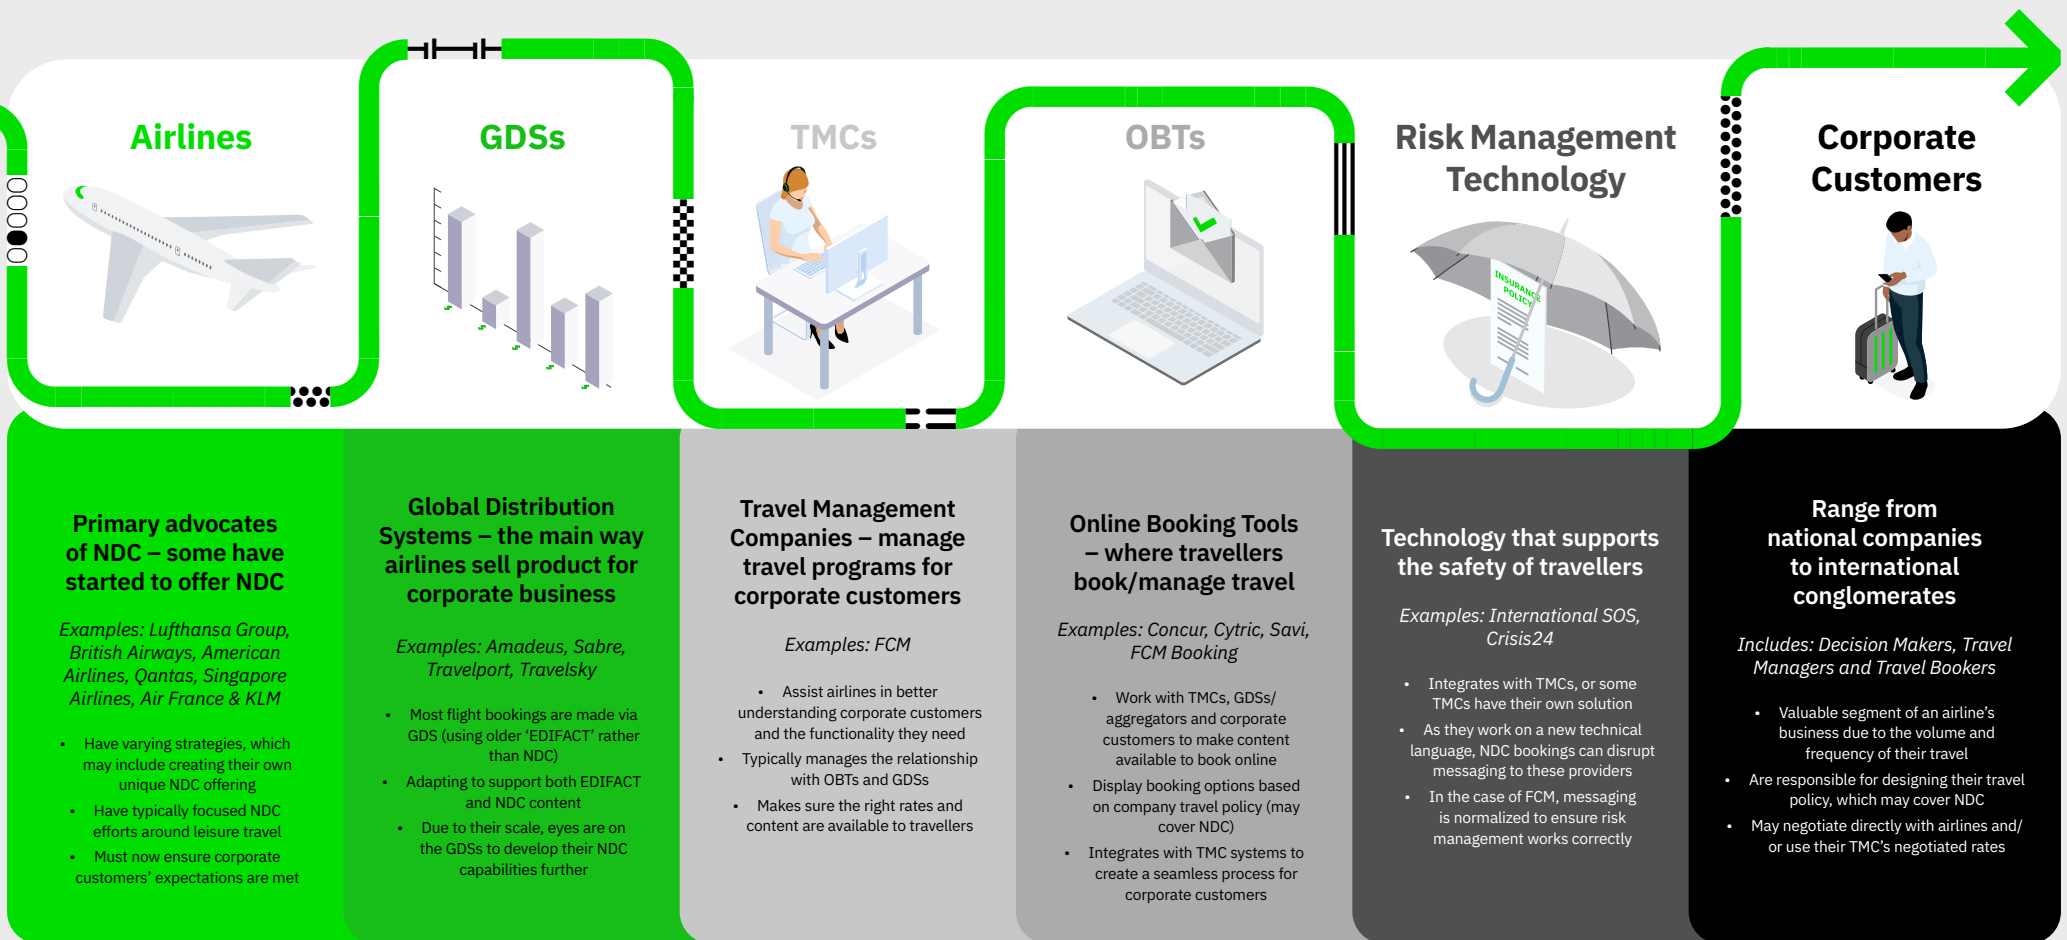 Airlines
GDSs
TMCs
OBTs
Risk Management
Technology
Corporate
Customers
INSURANCE
POLICY
Primary advocates
of NDC – some have
started to offer NDC
Examples: Lufthansa Group,
British Airways, American
Airlines, Qantas, Singapore
Airlines, Air France & KLM
• Have varying strategies, which
may include creating their own
unique NDC offering
• Have typically focused NDC
efforts around leisure travel
• Must now ensure corporate
customers’ expectations are met
Global Distribution
Systems – the main way
airlines sell product for
corporate business
Examples: Amadeus, Sabre,
Travelport, Travelsky
• Most flight bookings are made via
GDS (using older ‘EDIFACT’ rather
than NDC)
• Adapting to support both EDIFACT
and NDC content
• Due to their scale, eyes are on
the GDSs to develop their NDC
capabilities further
Travel Management
Companies – manage
travel programs for
corporate customers
Examples: FCM
• Assist airlines in better
understanding corporate customers
and the functionality they need
• Typically manages the relationship
with OBTs and GDSs
• Makes sure the right rates and
content are available to travellers
Online Booking Tools
– where travellers
book/manage travel
Examples: Concur, Cytric, Savi,
FCM Booking
• Work with TMCs, GDSs/
aggregators and corporate
customers to make content
available to book online
• Display booking options based
on company travel policy (may
cover NDC)
• Integrates with TMC systems to
create a seamless process for
corporate customers
Technology that supports
the safety of travellers
Examples: International SOS,
Crisis24
• Integrates with TMCs, or some
TMCs have their own solution
• As they work on a new technical
language, NDC bookings can disrupt
messaging to these providers
• In the case of FCM, messaging
is normalized to ensure risk
management works correctly
Range from
national companies
to international
conglomerates
Includes: Decision Makers, Travel
Managers and Travel Bookers
• Valuable segment of an airline’s
business due to the volume and
frequency of their travel
• Are responsible for designing their travel
policy, which may cover NDC
• May negotiate directly with airlines and/
or use their TMC’s negotiated rates